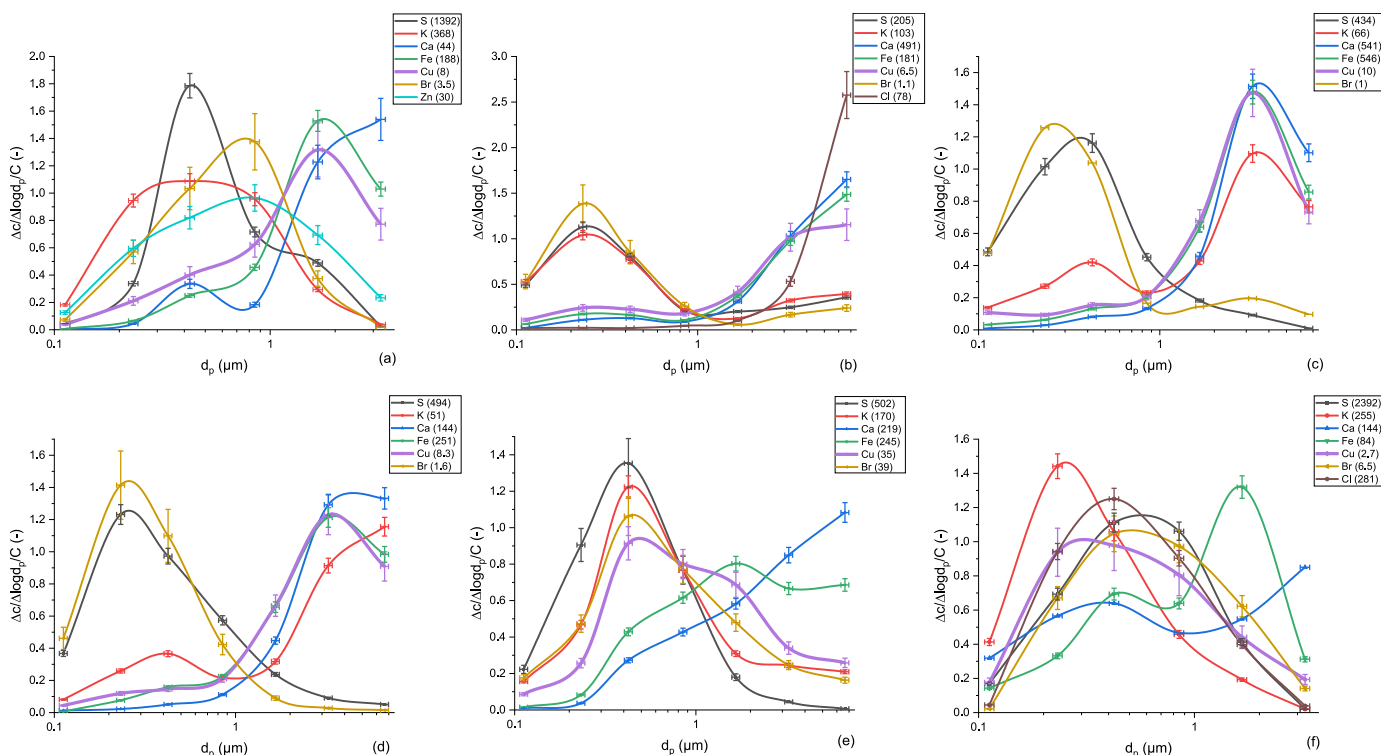 S (1392)
K (368)
Ca (44)
Fe (188)
Cu (8)
Br (3.5)
Zn (30)
2.0
1.8
1.6
1.4
1.2
1.0
0.8
0.6
0.4
0.2
0.0
Δc/Δlogdp/C (-)
1
dp (µm)
(a)
S (205)
K (103)
Ca (491)
Fe (181)
Cu (6.5)
Br (1.1)
Cl (78)
3.0
2.5
2.0
1.5
1.0
0.5
0.0
Δc/Δlogdp/C (-)
0.1
1
dp (µm)
(b)
S (434)
K (66)
Ca (541)
Fe (546)
Cu (10)
Br (1)
1.6
1.4
1.2
1.0
0.8
0.6
0.4
0.2
0.0
Δc/Δlogdp/C (-)
0.1
1
dp (µm)
(c)
S (494)
K (51)
Ca (144)
Fe (251)
Cu (8.3)
Br (1.6)
1.6
1.4
1.2
1.0
0.8
0.6
0.4
0.2
0.0
Δc/Δlogdp/C (-)
0.1
1
dp (µm)
(d)
S (502)
K (170)
Ca (219)
Fe (245)
Cu (35)
Br (39)
1.4
1.2
1.0
0.8
0.6
0.4
0.2
0.0
Δc/Δlogdp/C (-)
0.1
1
dp (µm)
(e)
S (2392)
K (255)
Ca (144)
Fe (84)
Cu (2.7)
Br (6.5)
Cl (281)
1.6
1.4
1.2
1.0
0.8
0.6
0.4
0.2
0.0
Δc/Δlogdp/C (-)
0.1
1
dp (µm)
(f)